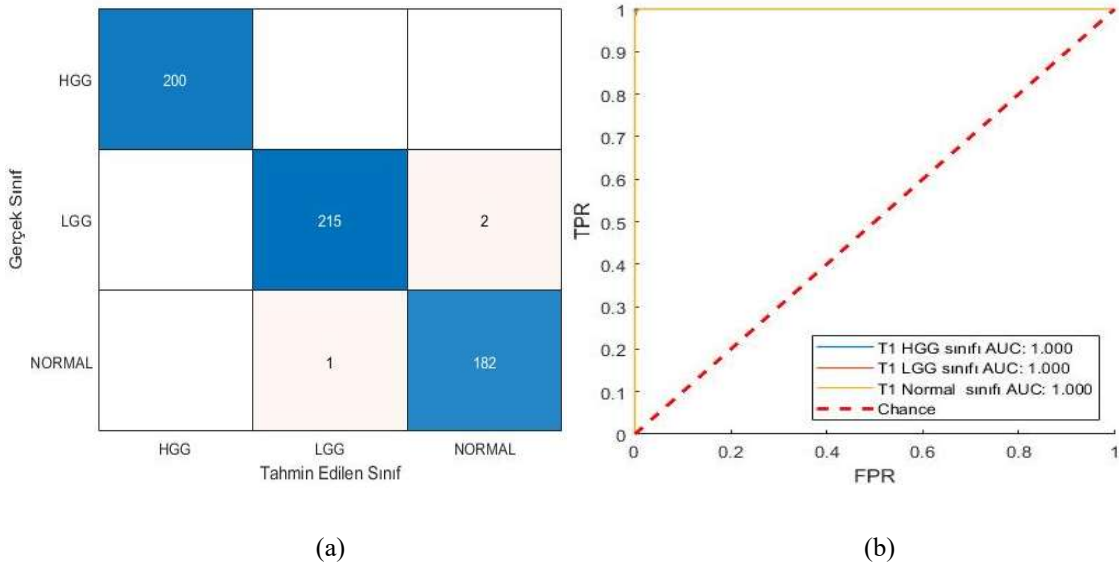 HGG
200
LGG
215
2
NORMAL
1
182
HGG
LGG
NORMAL
Gerçek Sınıf
Tahmin Edilen Sınıf
(a)
1
0.9
0.8
0.7
0.6
0.5
0.4
0.3
0.2
0.1
0
TPR
T1 HGG sınıfı AUC: 1.000
T1 LGG sınıfı AUC: 1.000
T1 Normal sınıfı AUC: 1.000
Chance
0
0.2
0.4
0.6
0.8
1
FPR
(b)